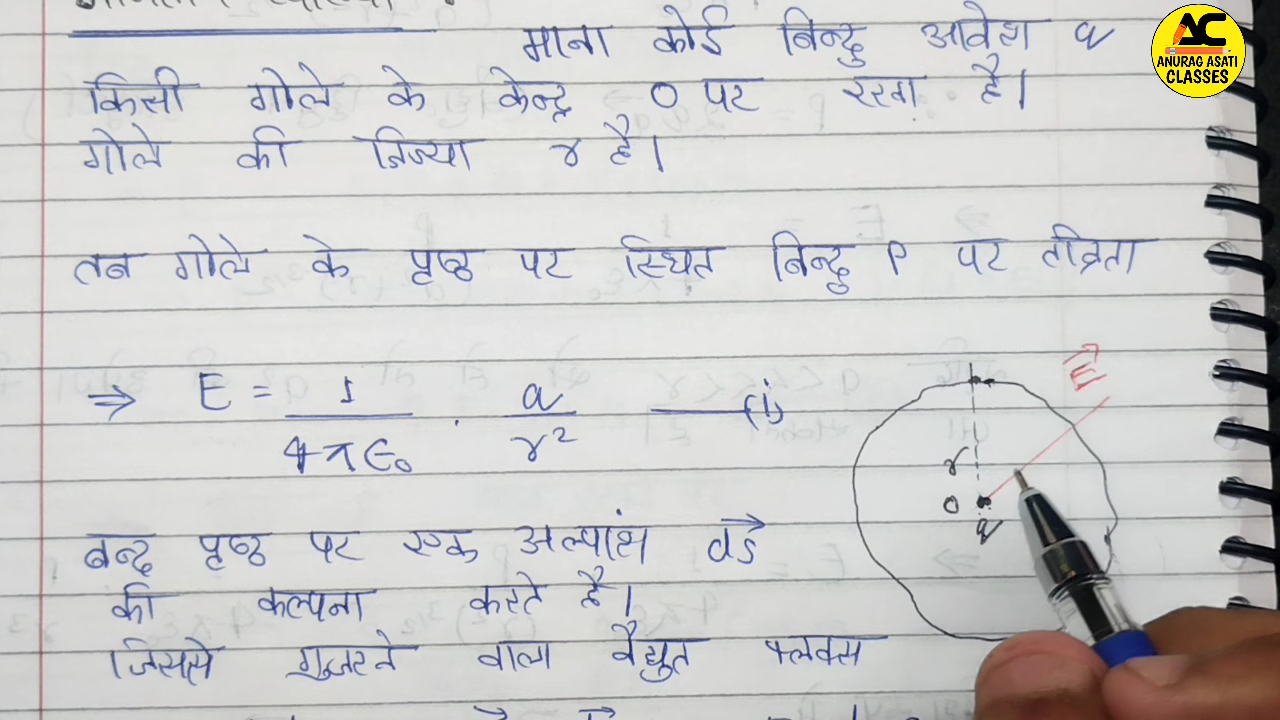 माना कोई बिन्दु आवेश q
किसी गोले के केन्द्र O पर रखा है।
गोले की त्रिज्या r है।
तब गोले के पृष्ठ पर स्थित बिन्दु P पर तीव्रता
⇒ E = 1/4πε₀ · q/r² —(i)
बन्द पृष्ठ पर एक अल्पांश dS⃗
की कल्पना करते है।
जिससे गुजरने वाला वैद्युत फ्लक्स
E⃗
r
O
q
AC
ANURAG ASATI
CLASSES